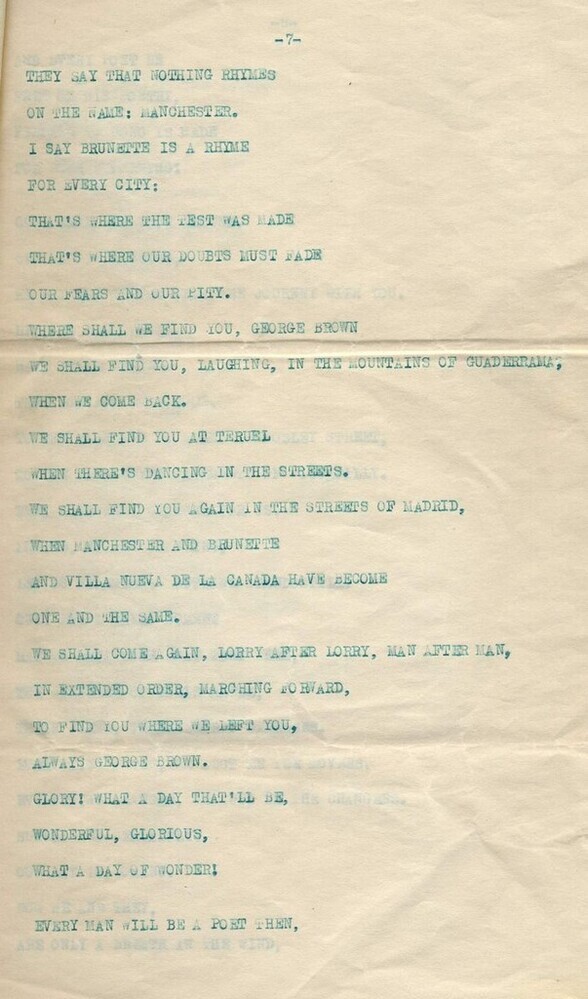 -7-
THEY SAY THAT NOTHING RHYMES
ON THE NAME: MANCHESTER.
I SAY BRUNETTE IS A RHYME
FOR EVERY CITY:
THAT'S WHERE THE TEST WAS MADE
THAT'S WHERE OUR DOUBTS MUST FADE
OUR FEARS AND OUR PITY.
WHERE SHALL WE FIND YOU, GEORGE BROWN
WE SHALL FIND YOU, LAUGHING, IN THE MOUNTAINS OF GUADERRAMA,
WHEN WE COME BACK.
WE SHALL FIND YOU AT TERUEL
WHEN THERE'S DANCING IN THE STREETS.
WE SHALL FIND YOU AGAIN IN THE STREETS OF MADRID,
WHEN MANCHESTER AND BRUNETTE
AND VILLA NUEVA DE LA CANADA HAVE BECOME
ONE AND THE SAME.
WE SHALL COME AGAIN, LORRY AFTER LORRY, MAN AFTER MAN,
IN EXTENDED ORDER, MARCHING FORWARD,
TO FIND YOU WHERE WE LEFT YOU,
ALWAYS GEORGE BROWN.
GLORY! WHAT A DAY THAT'LL BE,
WONDERFUL, GLORIOUS,
WHAT A DAY OF WONDER!
EVERY MAN WILL BE A POET THEN,
ARE ONLY A BREATH IN THE WIND,